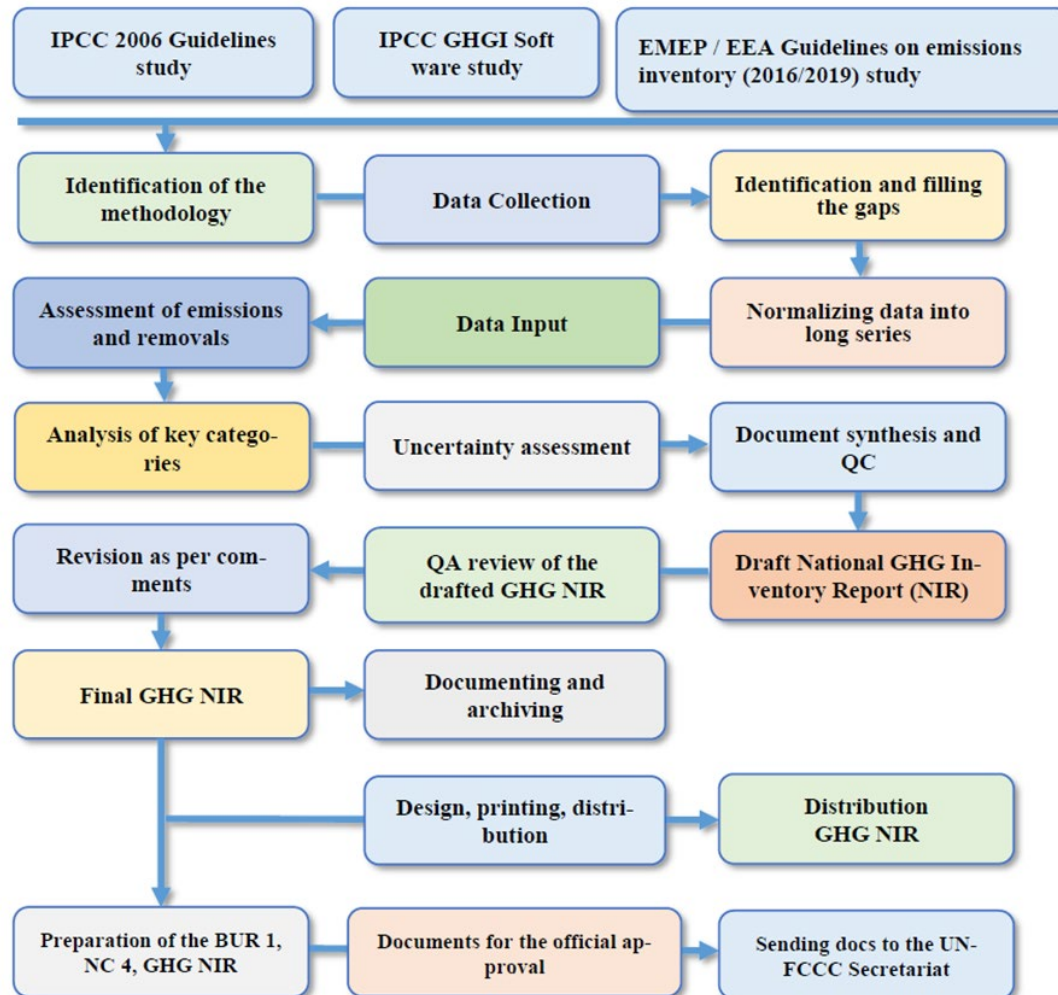 IPCC 2006 Guidelines
study
IPCC GHGI Soft
ware study
EMEP / EEA Guidelines on emissions
inventory (2016/2019) study
Identification of the
methodology
Data Collection
Identification and filling
the gaps
Assessment of emissions
and removals
Data Input
Normalizing data into
long series
Analysis of key catego-
ries
Uncertainty assessment
Document synthesis and
QC
Revision as per com-
ments
QA review of the
drafted GHG NIR
Draft National GHG In-
ventory Report (NIR)
Final GHG NIR
Documenting and
archiving
Design, printing, distri-
bution
Distribution
GHG NIR
Preparation of the BUR 1,
NC 4, GHG NIR
Documents for the official ap-
proval
Sending docs to the UN-
FCCC Secretariat